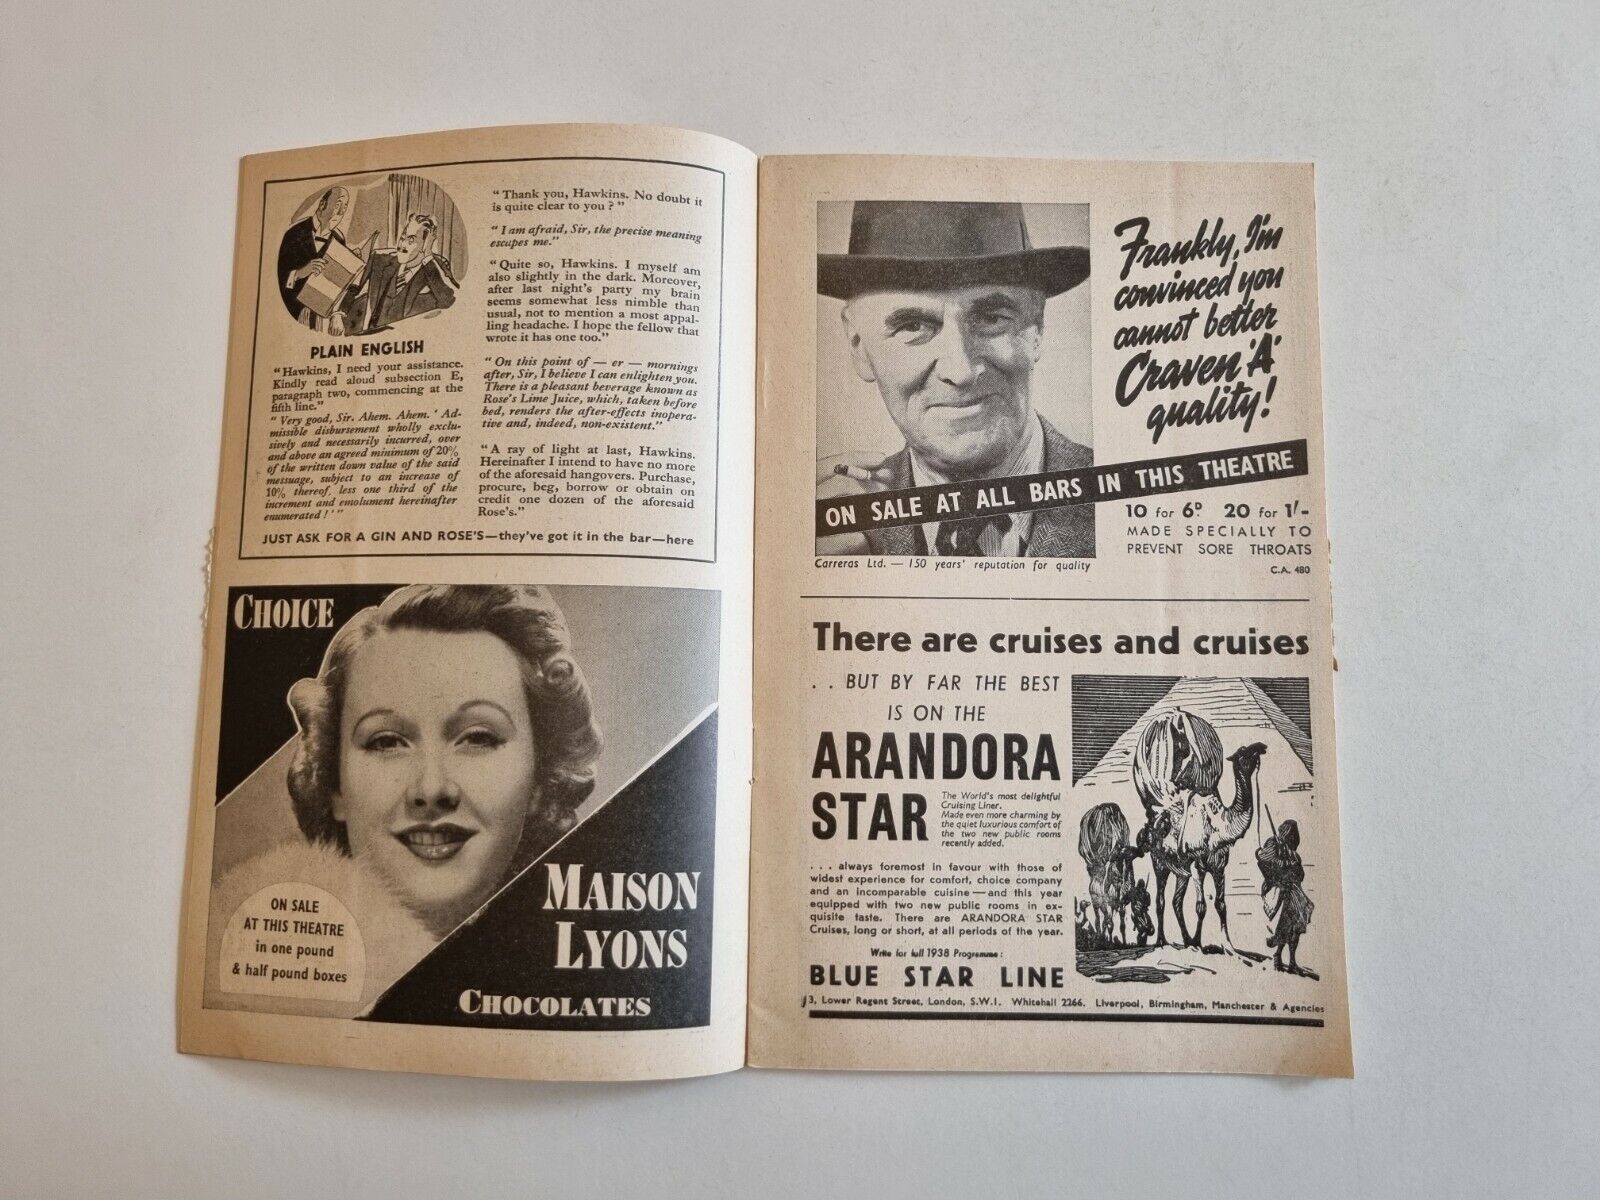 PLAIN ENGLISH
"Hawkins, I need your assistance.
Kindly read aloud subsection E,
paragraph two, commencing at the
fifth line."
"Very good, Sir. Ahem. Ahem. 'Ad-
missible disbursement wholly exclu-
sively and necessarily incurred, over
and above an agreed minimum of 20%
of the written down value of the said
message, subject to an increase of
10% thereof, less one third of the
increment and emolument hereinafter
enumerated!'"
"Thank you, Hawkins. No doubt it
is quite clear to you?"
"I am afraid, Sir, the precise meaning
escapes me."
"Quite so, Hawkins. I myself am
also slightly in the dark. Moreover,
after last night's party my brain
seems somewhat less nimble than
usual, not to mention a most appal-
ling headache. I hope the fellow that
wrote it has one too."
"On this point of — er — mornings
after, Sir, I believe I can enlighten you.
There is a pleasant beverage known as
Rose's Lime Juice, which, taken before
bed, renders the after-effects inopera-
tive and, indeed, non-existent."
"A ray of light at last, Hawkins.
Hereinafter I intend to have no more
of the aforesaid hangovers. Purchase,
procure, beg, borrow or obtain on
credit one dozen of the aforesaid
Rose's."
JUST ASK FOR A GIN AND ROSE'S—they've got it in the bar—here
CHOICE
ON SALE
AT THIS THEATRE
in one pound
& half pound boxes
MAISON
LYONS
CHOCOLATES
Frankly, I'm
convinced you
cannot better
Craven 'A'
quality!
ON SALE AT ALL BARS IN THIS THEATRE
10 for 6D. 20 for 1/-
MADE SPECIALLY TO
PREVENT SORE THROATS
Carreras Ltd. — 150 years' reputation for quality
C.A. 480
There are cruises and cruises
. . BUT BY FAR THE BEST
IS ON THE
ARANDORA
STAR
The World's most delightful
Cruising Liner.
Made even more charming by
the quiet luxurious comfort of
the two new public rooms
recently added.
. . . always foremost in favour with those of
widest experience for comfort, choice company
and an incomparable cuisine—and this year
equipped with two new public rooms in ex-
quisite taste. There are ARANDORA STAR
Cruises, long or short, at all periods of the year.
Write for full 1938 Programme:
BLUE STAR LINE
3, Lower Regent Street, London, S.W.1. Whitehall 2266. Liverpool, Birmingham, Manchester & Agencies